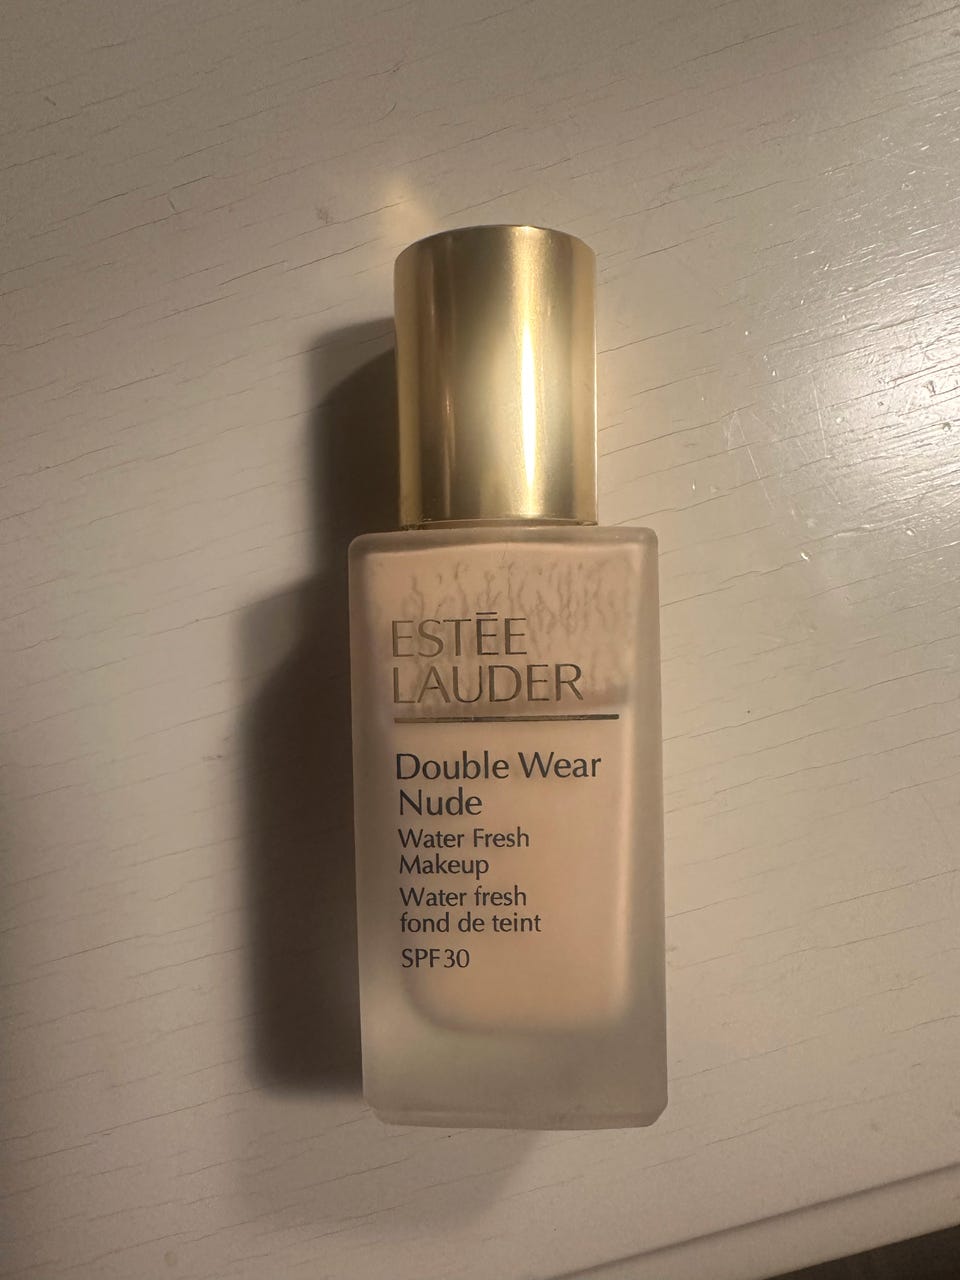 ESTĒE
LAUDER
Double Wear
Nude
Water Fresh
Makeup
Water fresh
fond de teint
SPF30